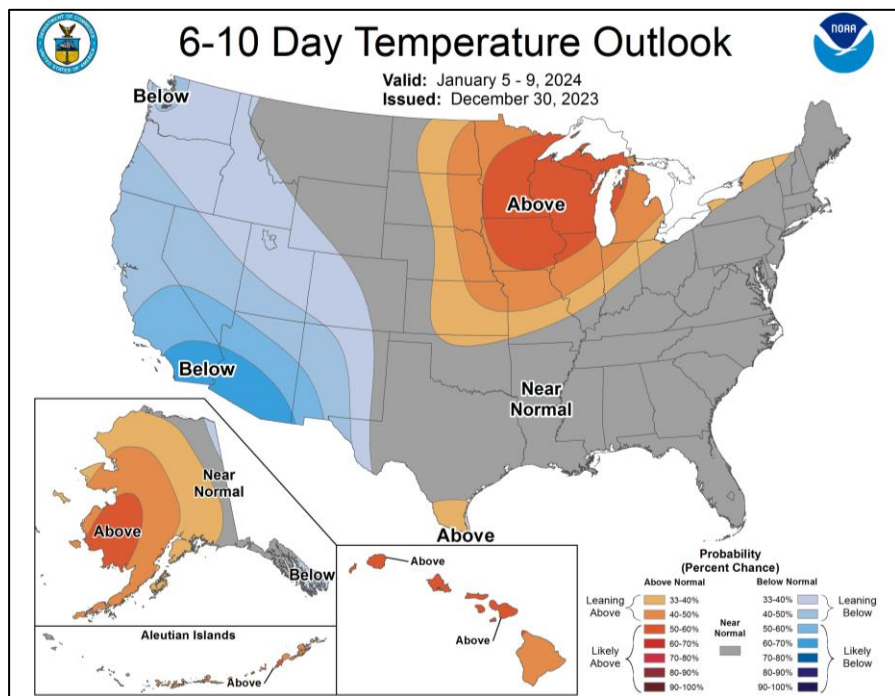 6-10 Day Temperature Outlook
Valid: January 5 - 9, 2024
Issued: December 30, 2023
NOAA
Below
Above
Below
Near
Normal
Above
Near
Normal
Above
Below
Aleutian Islands
Above
Above
Above
Probability
(Percent Chance)
Above Normal Below Normal
Leaning
Above
33-40%
40-50%
Likely
Above
50-60%
60-70%
70-80%
80-90%
90-100%
Near
Normal
33-40%
40-50%
Leaning
Below
50-60%
60-70%
70-80%
80-90%
90-100%
Likely
Below